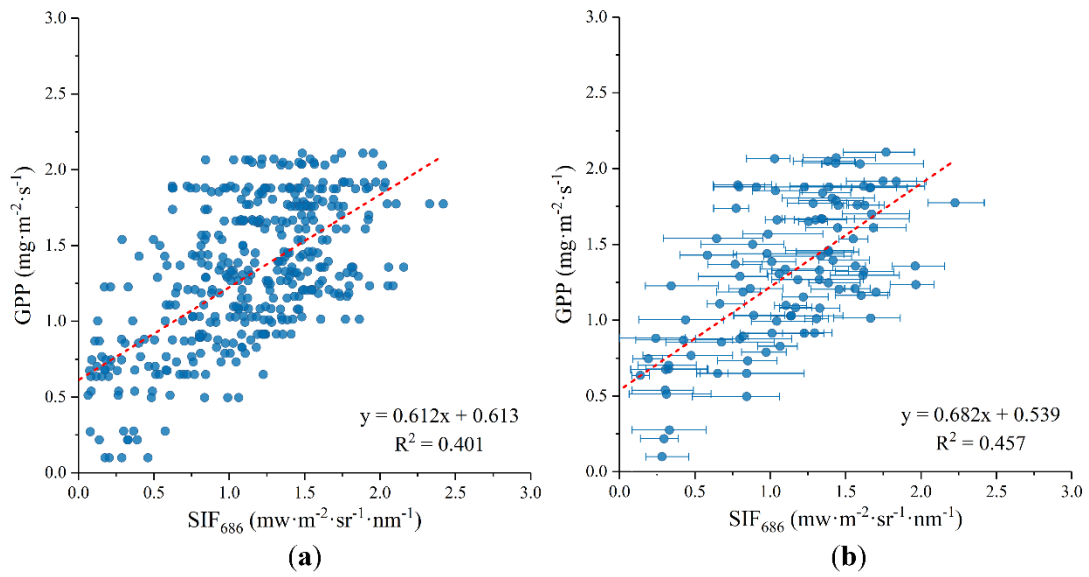 3.0
2.5
2.0
1.5
1.0
0.5
0.0
GPP (mg·m⁻²·s⁻¹)
y = 0.612x + 0.613
R² = 0.401
0.0 0.5 1.0 1.5 2.0 2.5 3.0
SIF₆₈₆ (mw·m⁻²·sr⁻¹·nm⁻¹)
(a)
3.0
2.5
2.0
1.5
1.0
0.5
0.0
GPP (mg·m⁻²·s⁻¹)
y = 0.682x + 0.539
R² = 0.457
0.0 0.5 1.0 1.5 2.0 2.5 3.0
SIF₆₈₆ (mw·m⁻²·sr⁻¹·nm⁻¹)
(b)